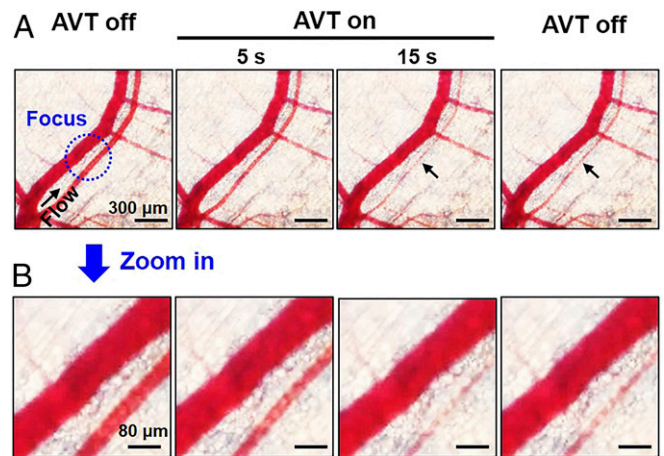 A
AVT off
AVT on
AVT off
5 s
15 s
Focus
Flow
300 µm
Zoom in
B
80 µm